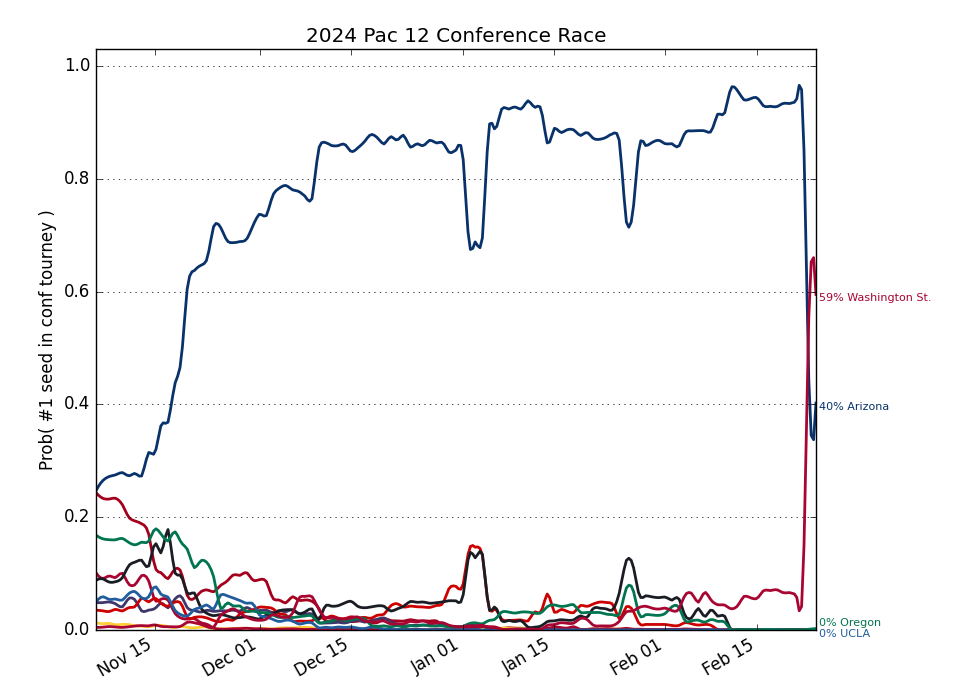 2024 Pac 12 Conference Race
Prob( #1 seed in conf tourney )
1.0
0.8
0.6
0.4
0.2
0.0
59% Washington St.
40% Arizona
0% Oregon
0% UCLA
Nov 15
Dec 01
Dec 15
Jan 01
Jan 15
Feb 01
Feb 15